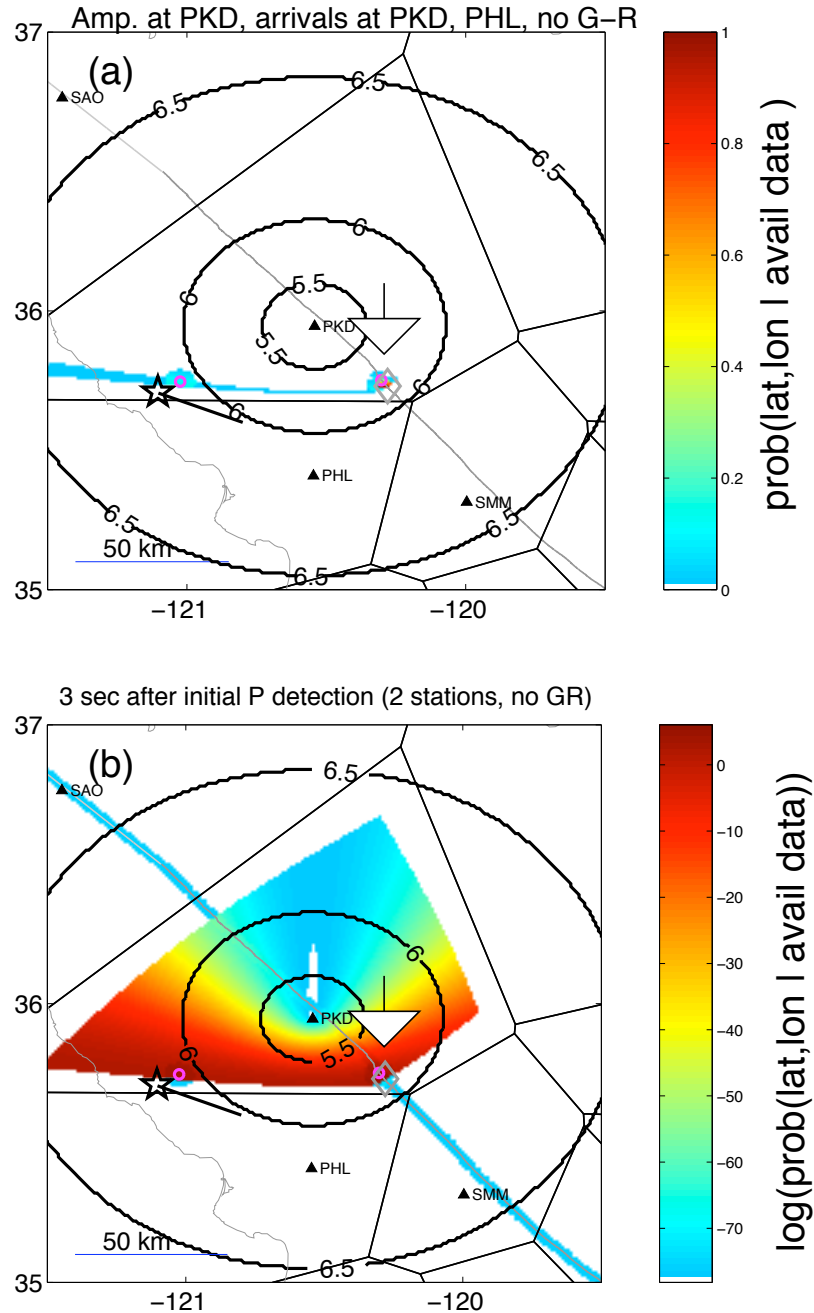 Amp. at PKD, arrivals at PKD, PHL, no G−R
37
(a)
6.5
SAO
6.5
6
5.5
6
36
PKD
5.5
6
6
PHL
SMM
6.5
6.5
50 km
6.5
35
−121
−120
1
0.8
0.6
0.4
0.2
0
prob(lat,lon I avail data )
3 sec after initial P detection (2 stations, no GR)
37
(b)
6.5
SAO
6
36
PKD
5.5
6
PHL
SMM
50 km
6.5
35
−121
−120
0
−10
−20
−30
−40
−50
−60
−70
log(prob(lat,lon I avail data))